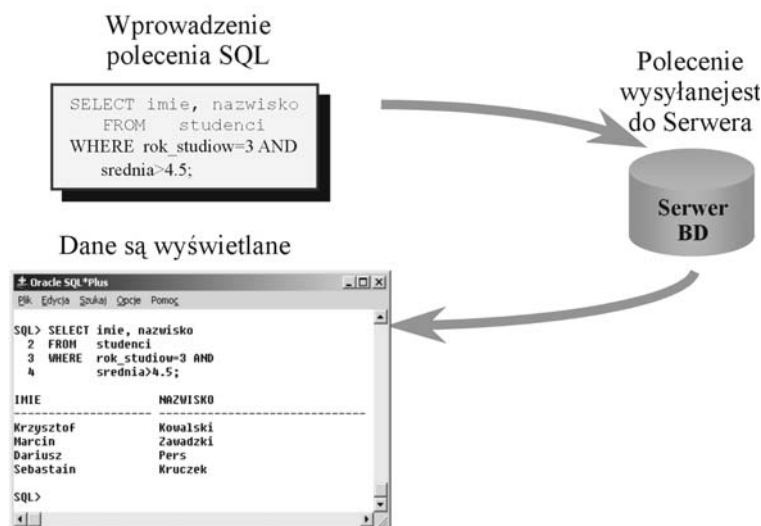 Wprowadzenie
polecenia SQL
SELECT imie, nazwisko
FROM studenci
WHERE rok_studiow=3 AND
srednia>4.5;
Polecenie
wysyłanejest
do Serwera
Serwer
BD
Dane są wyświetlane
Oracle SQL*Plus
Plik Edycja Szukaj Opcje Pomoc
SQL> SELECT imie, nazwisko
2 FROM studenci
3 WHERE rok_studiow=3 AND
4 srednia>4.5;
IMIE NAZWISKO
------------------- ------------------------------
Krzysztof Kowalski
Marcin Zawadzki
Dariusz Pers
Sebastain Kruczek
SQL>